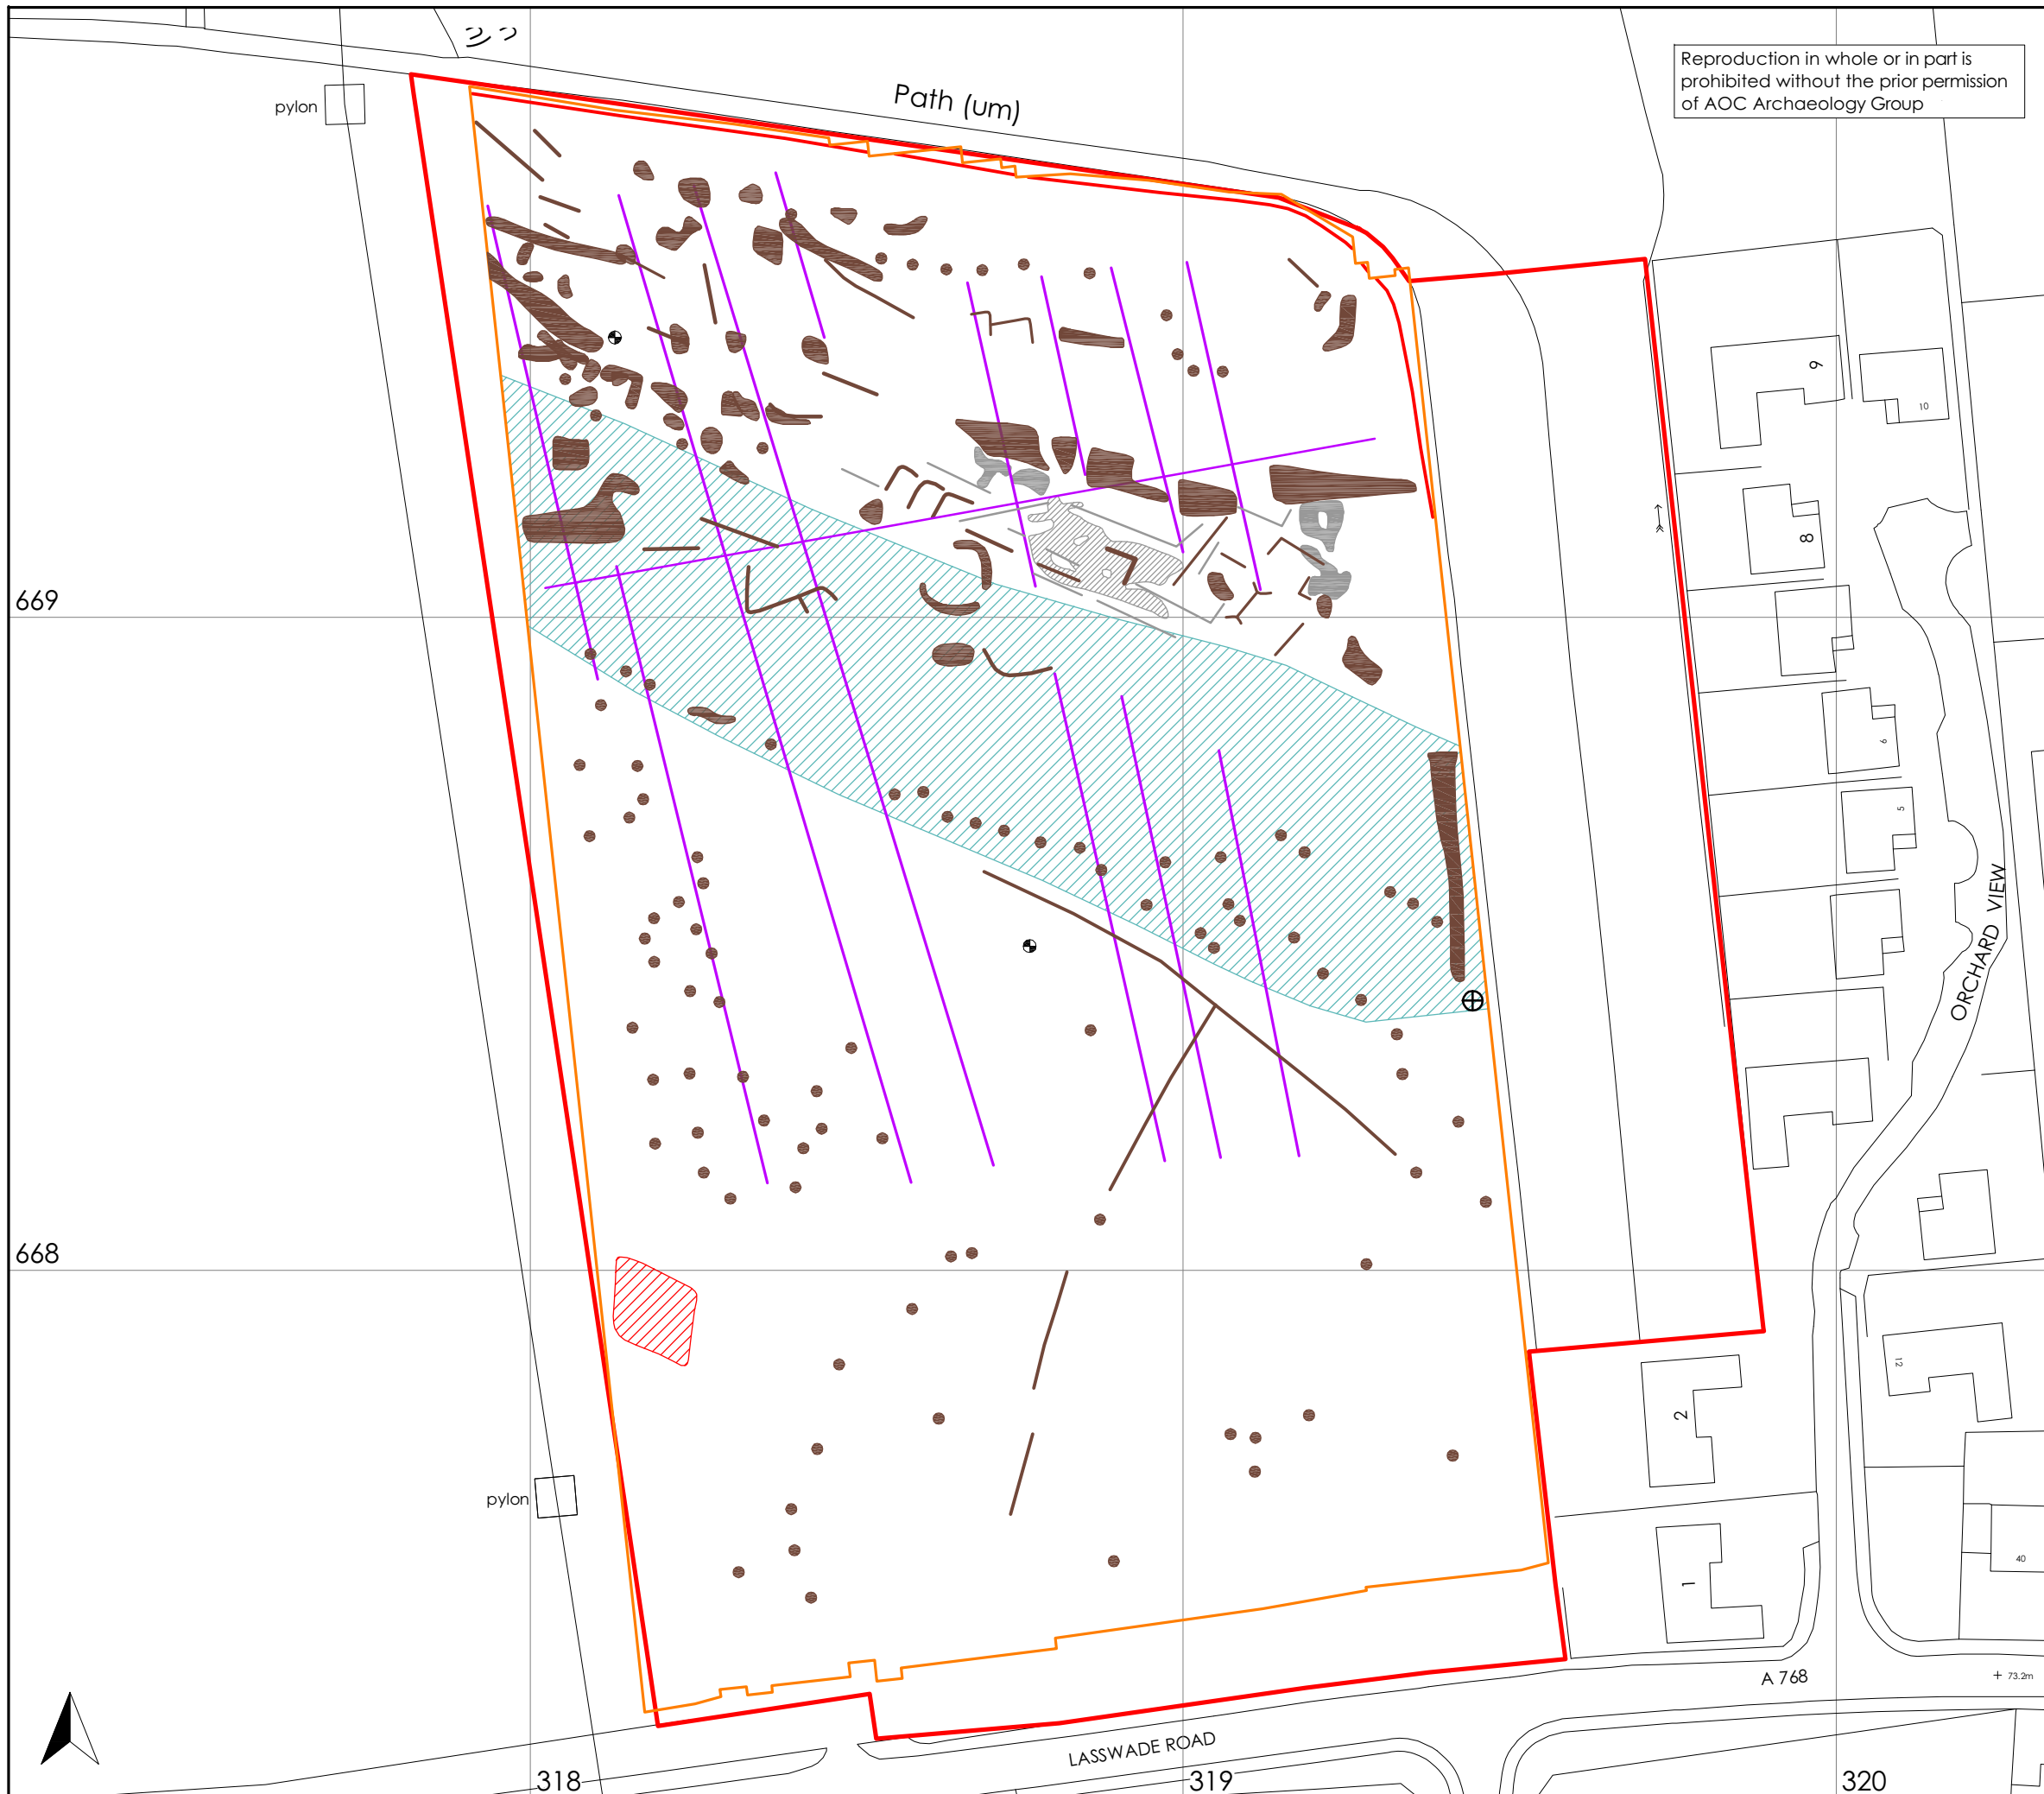 Reproduction in whole or in part is
prohibited without the prior permission
of AOC Archaeology Group
Path (um)
pylon
9
10
8
669
6
5
ORCHARD VIEW
668
12
2
pylon
40
1
A 768
+ 73.2m
LASSWADE ROAD
318
319
320